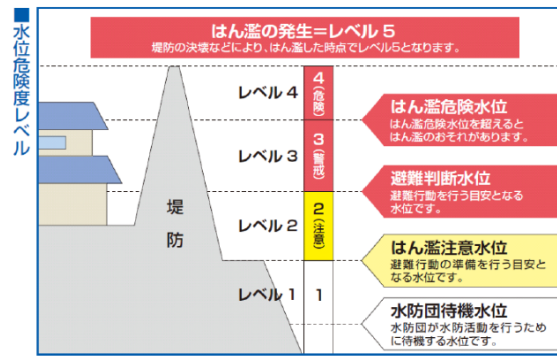 ■水位危険度レベル
はん濫の発生=レベル5
堤防の決壊などにより、はん濫した時点でレベル5となります。
レベル4
4
(危険)
はん濫危険水位
はん濫危険水位を超えると
はん濫のおそれがあります。
レベル3
3
(警戒)
避難判断水位
避難行動を行う目安となる
水位です。
堤防
レベル2
2
(注意)
はん濫注意水位
避難行動の準備を行う目安と
なる水位です。
レベル1
1
水防団待機水位
水防団が水防活動を行うため
に待機する水位です。